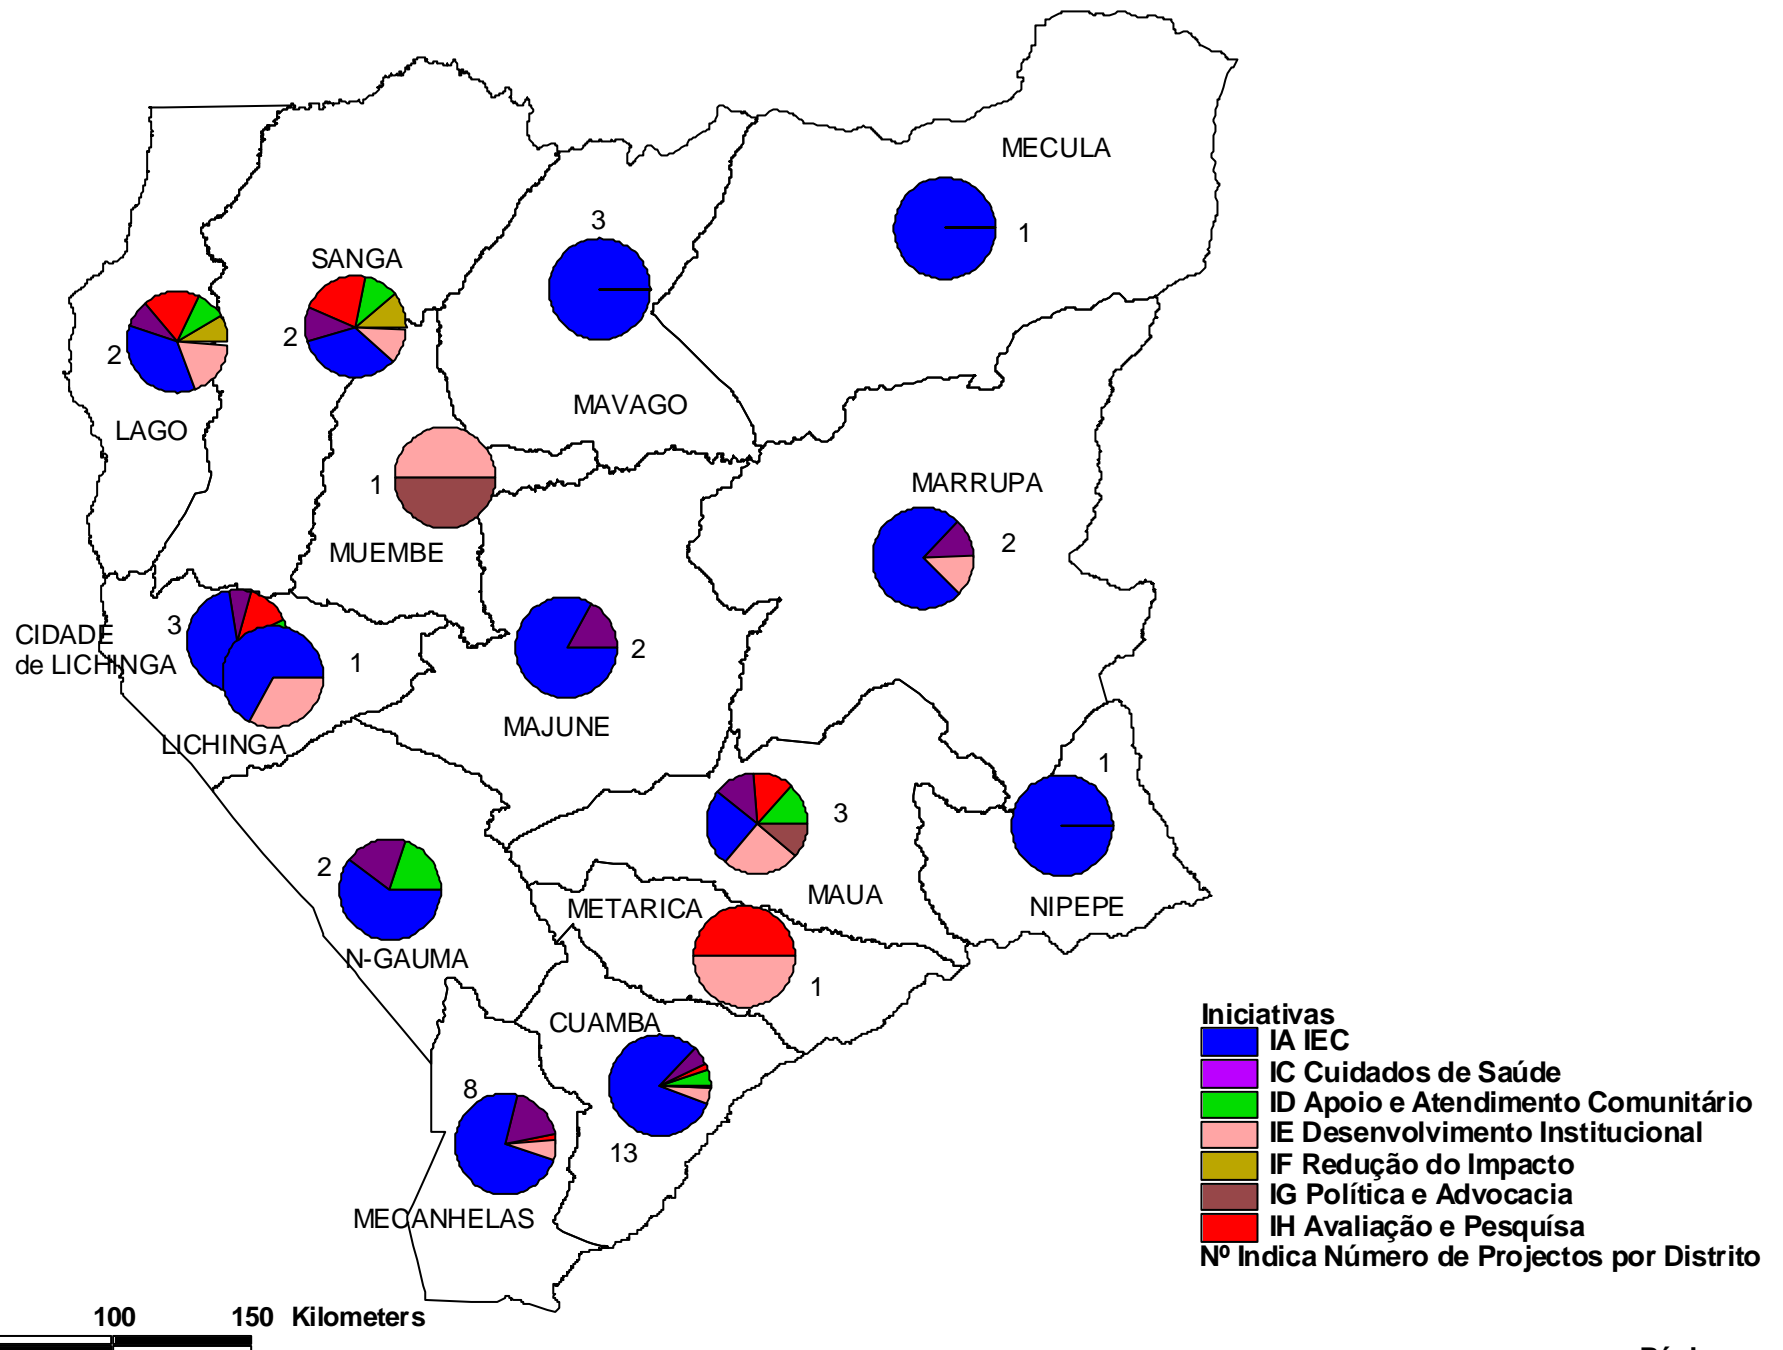 MECULA
1
3
SANGA
2
2
MAVAGO
LAGO
MARRUPA
1
2
MUEMBE
CIDADE
de LICHINGA
3
1
2
MAJUNE
LICHINGA
1
3
2
MAUA
METARICA
NIPEPE
N-GAUMA
1
CUAMBA
8
13
MECANHELAS
Iniciativas
IA IEC
IC Cuidados de Saúde
ID Apoio e Atendimento Comunitário
IE Desenvolvimento Institucional
IF Redução do Impacto
IG Política e Advocacia
IH Avaliação e Pesquísa
Nº Indica Número de Projectos por Distrito
100 150 Kilometers